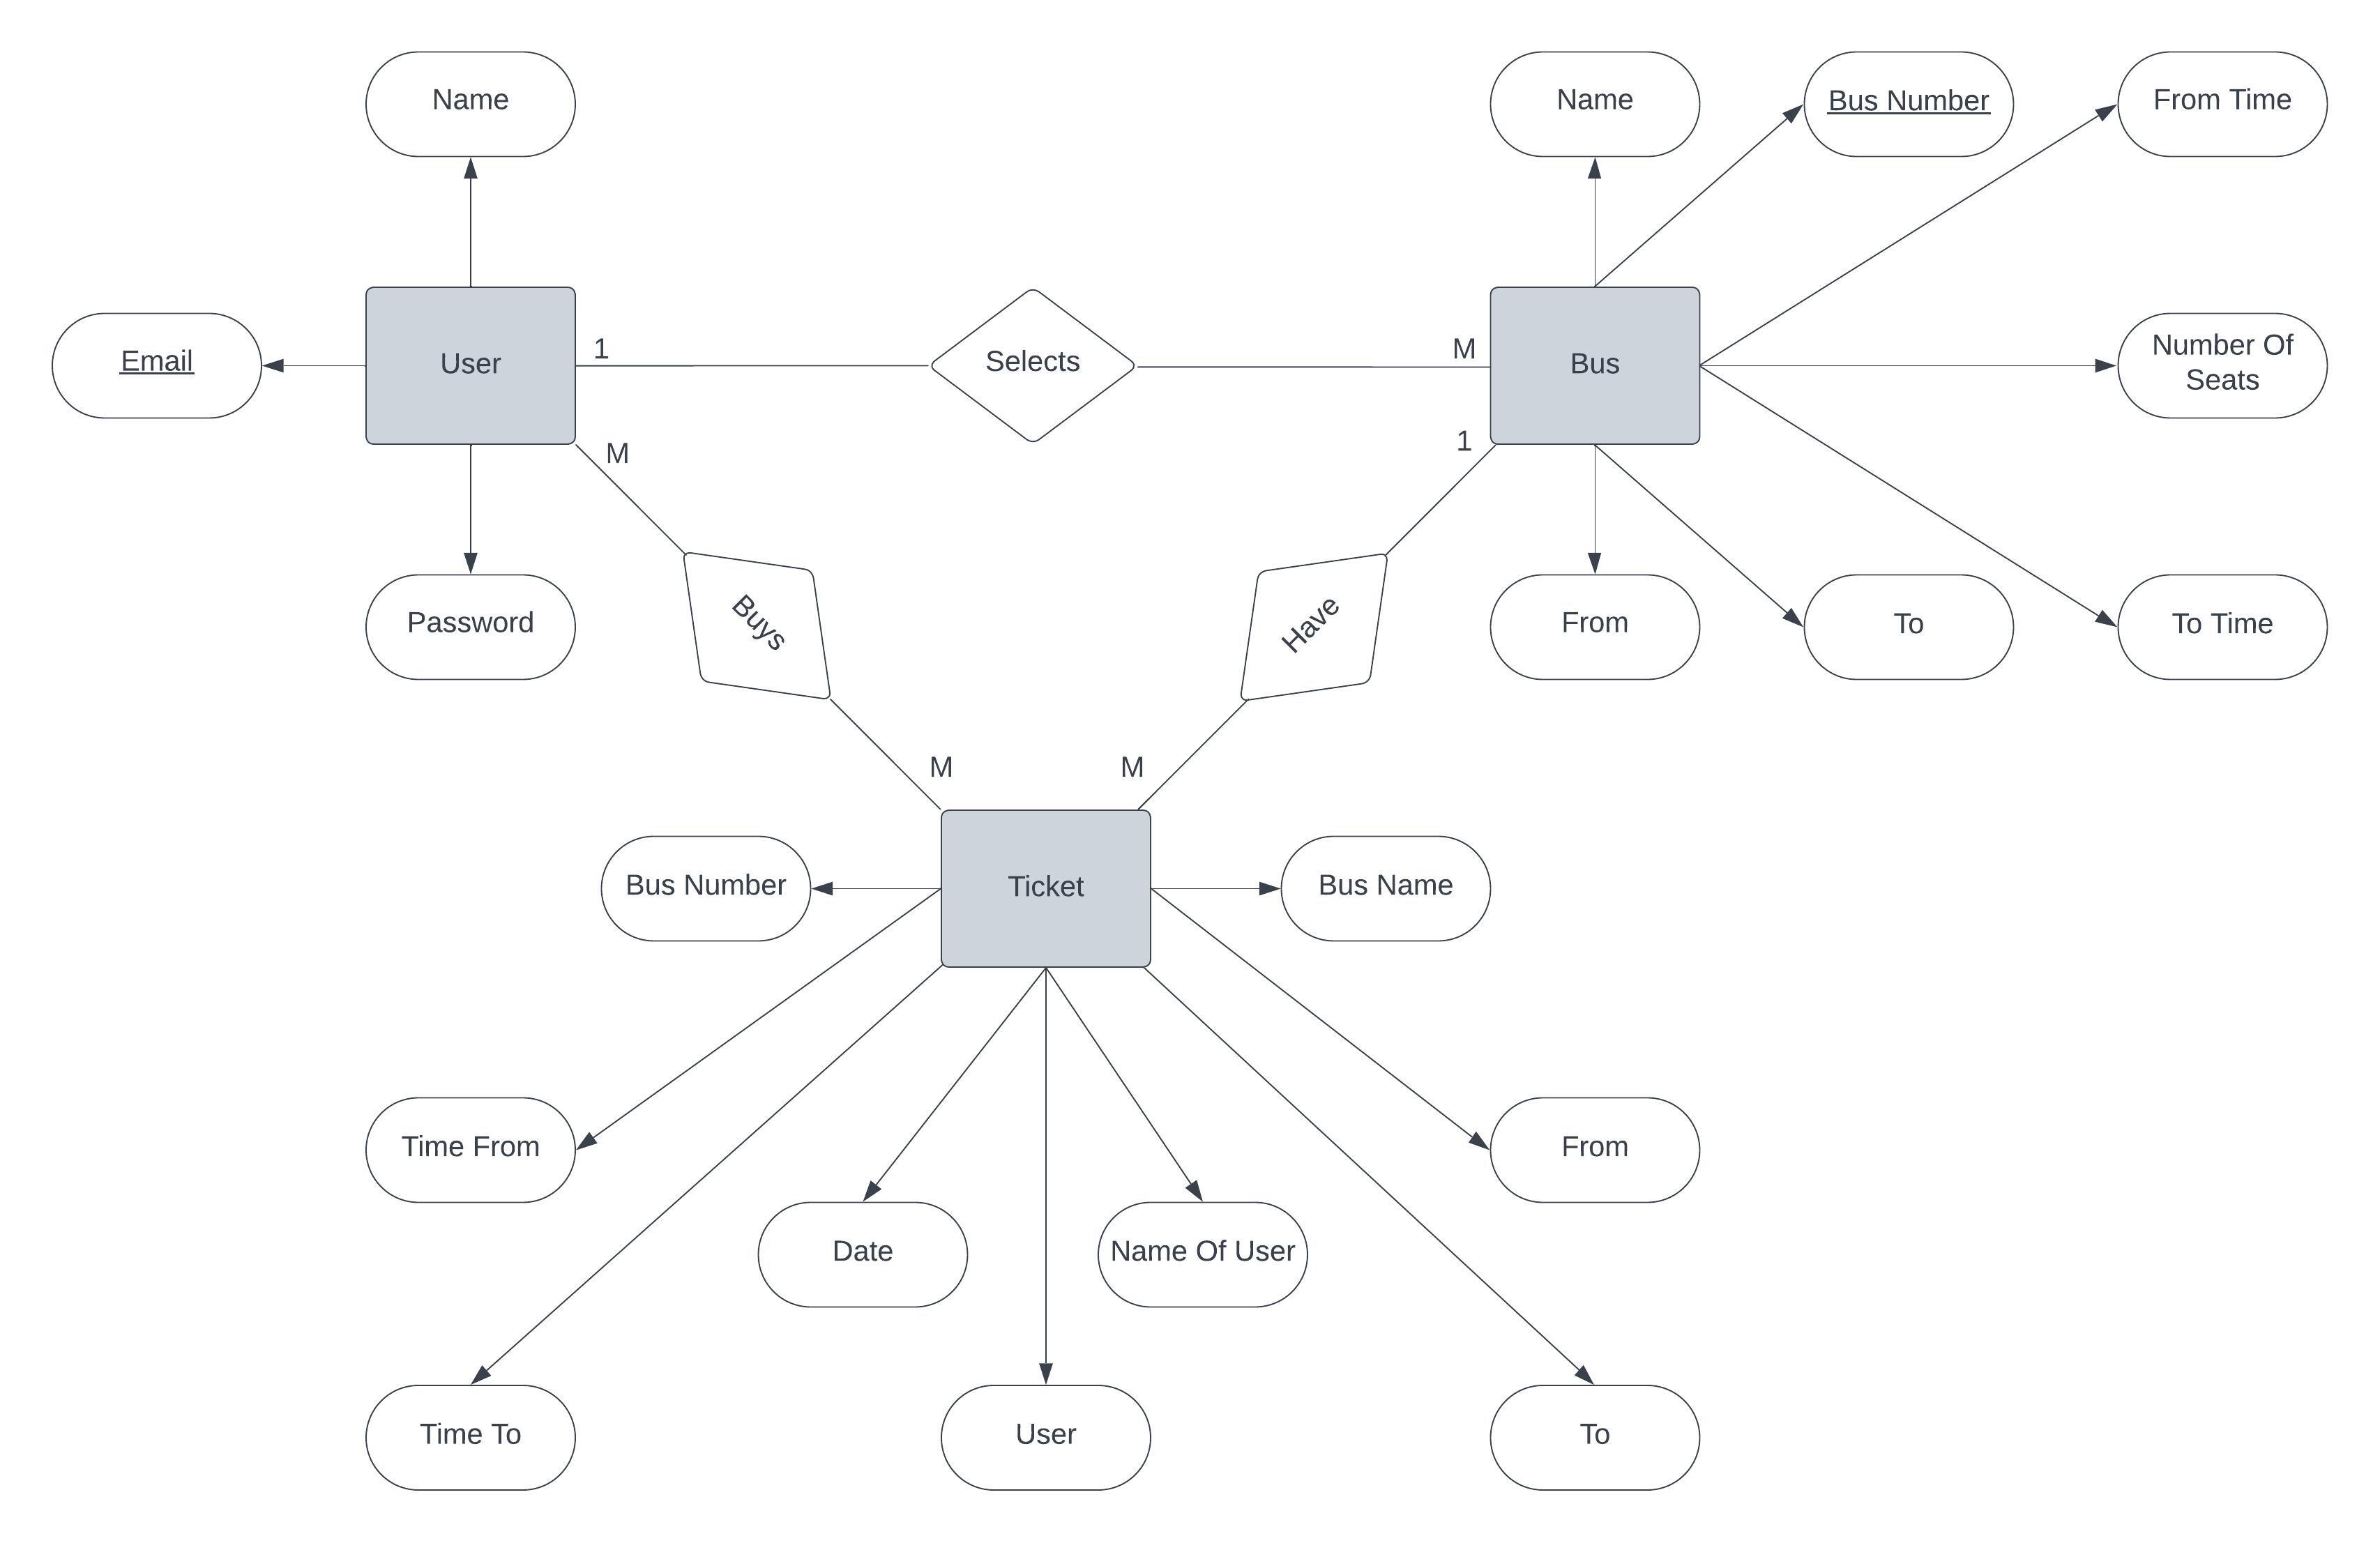 Name
Name
Bus Number
From Time
Email
User
1
Selects
M
Bus
Number Of
Seats
M
1
Password
Buys
Have
From
To
To Time
M
M
Bus Number
Ticket
Bus Name
Time From
From
Date
Name Of User
Time To
User
To